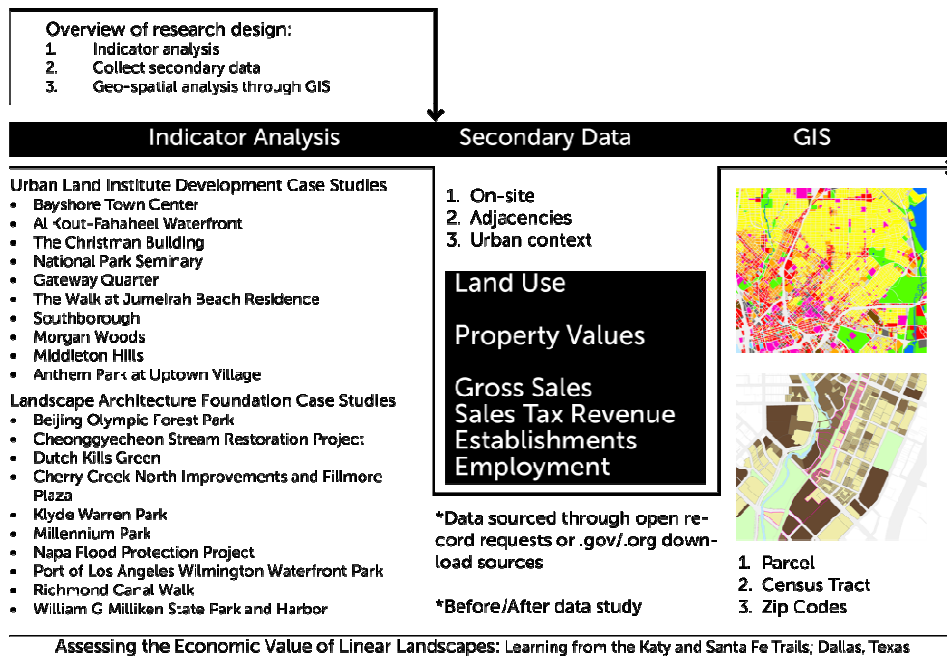 Overview of research design:
1. Indicator analysis
2. Collect secondary data
3. Geo-spatial analysis through GIS
Indicator Analysis
Secondary Data
GIS
Urban Land Institute Development Case Studies
• Bayshore Town Center
• Al Kout-Fahaheel Waterfront
• The Christman Building
• National Park Seminary
• Gateway Quarter
• The Walk at Jumeirah Beach Residence
• Southborough
• Morgan Woods
• Middleton Hills
• Anthem Park at Uptown Village
Landscape Architecture Foundation Case Studies
• Beijing Olympic Forest Park
• Cheonggyecheon Stream Restoration Project
• Dutch Kills Green
• Cherry Creek North Improvements and Fillmore
Plaza
• Klyde Warren Park
• Millennium Park
• Napa Flood Protection Project
• Port of Los Angeles Wilmington Waterfront Park
• Richmond Canal Walk
• William G Milliken State Park and Harbor
1. On-site
2. Adjacencies
3. Urban context
Land Use
Property Values
Gross Sales
Sales Tax Revenue
Establishments
Employment
*Data sourced through open re-
cord requests or .gov/.org down-
load sources
*Before/After data study
1. Parcel
2. Census Tract
3. Zip Codes
Assessing the Economic Value of Linear Landscapes: Learning from the Katy and Santa Fe Trails; Dallas, Texas